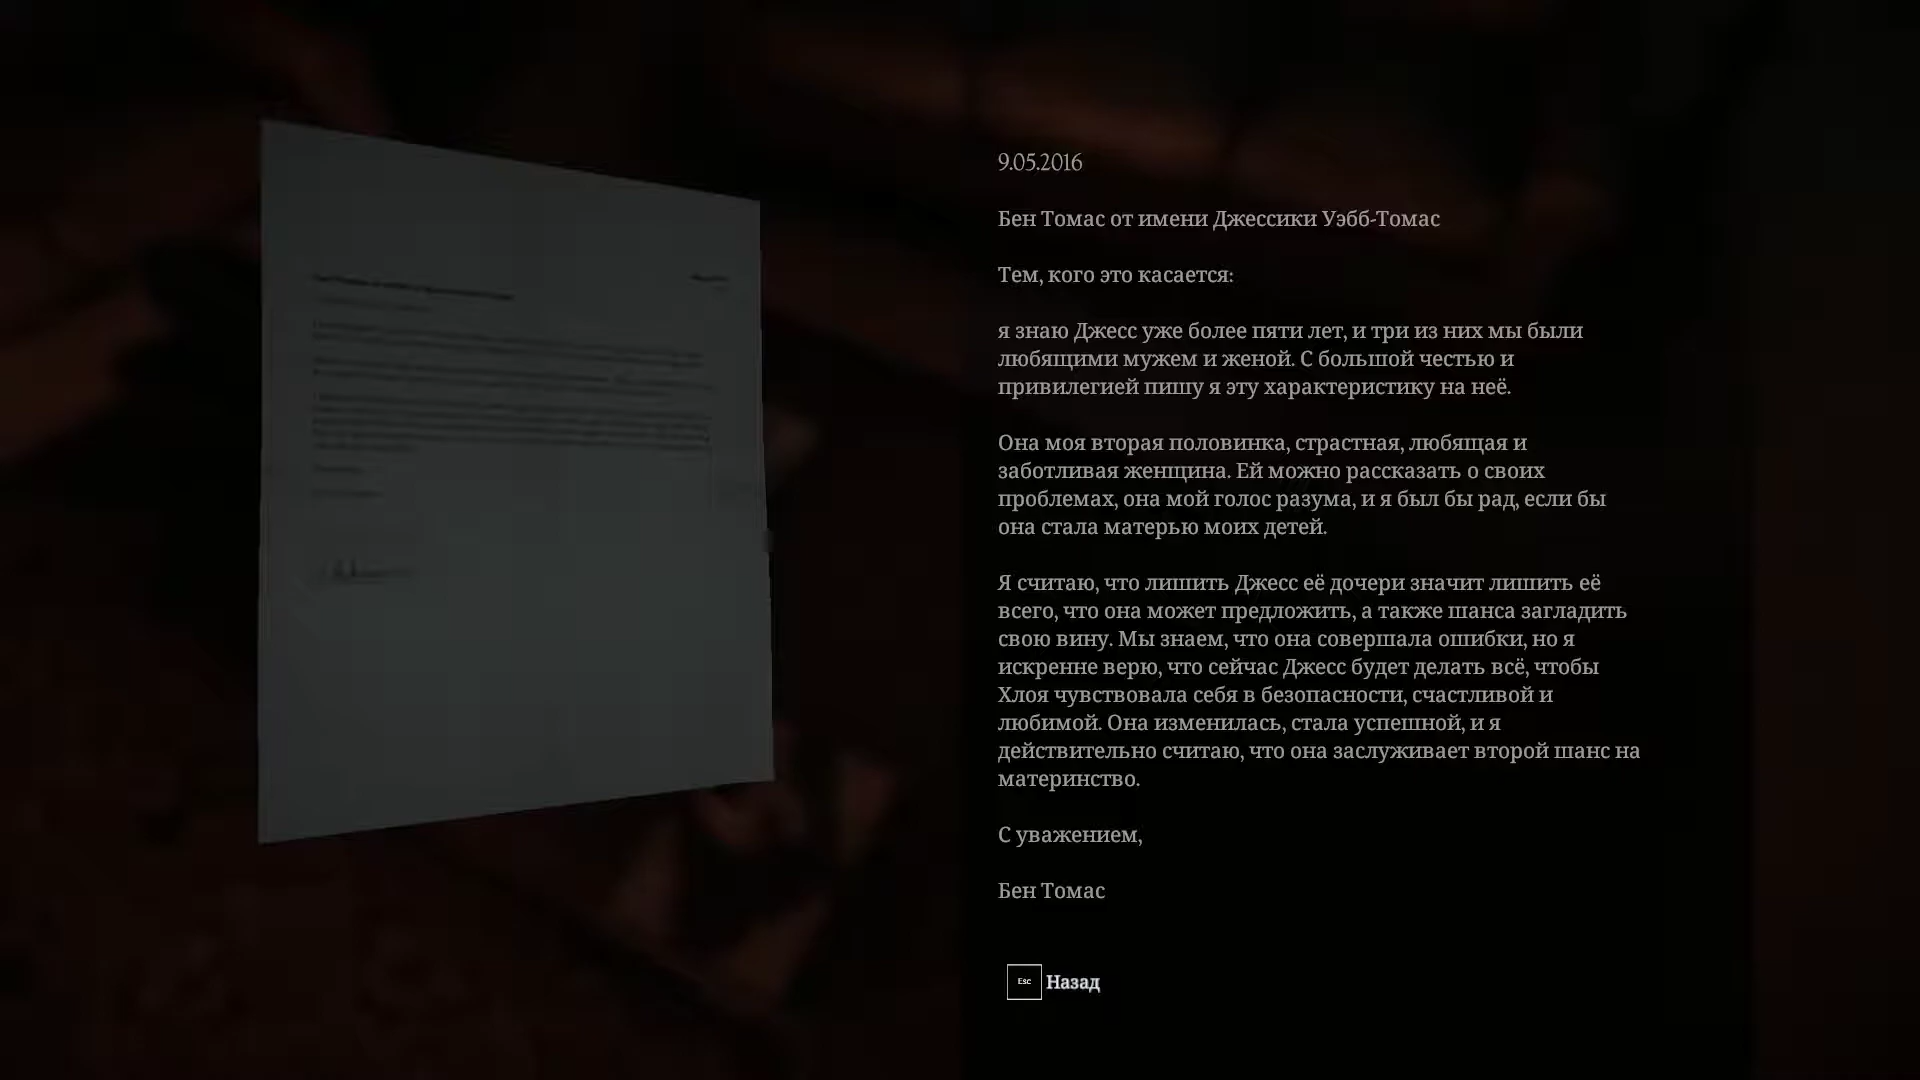 9.05.2016
Бен Томас от имени Джессики Уэбб-Томас
Тем, кого это касается:
я знаю Джесс уже более пяти лет, и три из них мы были
любящими мужем и женой. С большой честью и
привилегией пишу я эту характеристику на неё.
Она моя вторая половинка, страстная, любящая и
заботливая женщина. Ей можно рассказать о своих
проблемах, она мой голос разума, и я был бы рад, если бы
она стала матерью моих детей.
Я считаю, что лишить Джесс её дочери значит лишить её
всего, что она может предложить, а также шанса загладить
свою вину. Мы знаем, что она совершала ошибки, но я
искренне верю, что сейчас Джесс будет делать всё, чтобы
Хлоя чувствовала себя в безопасности, счастливой и
любимой. Она изменилась, стала успешной, и я
действительно считаю, что она заслуживает второй шанс на
материнство.
С уважением,
Бен Томас
Esc Назад